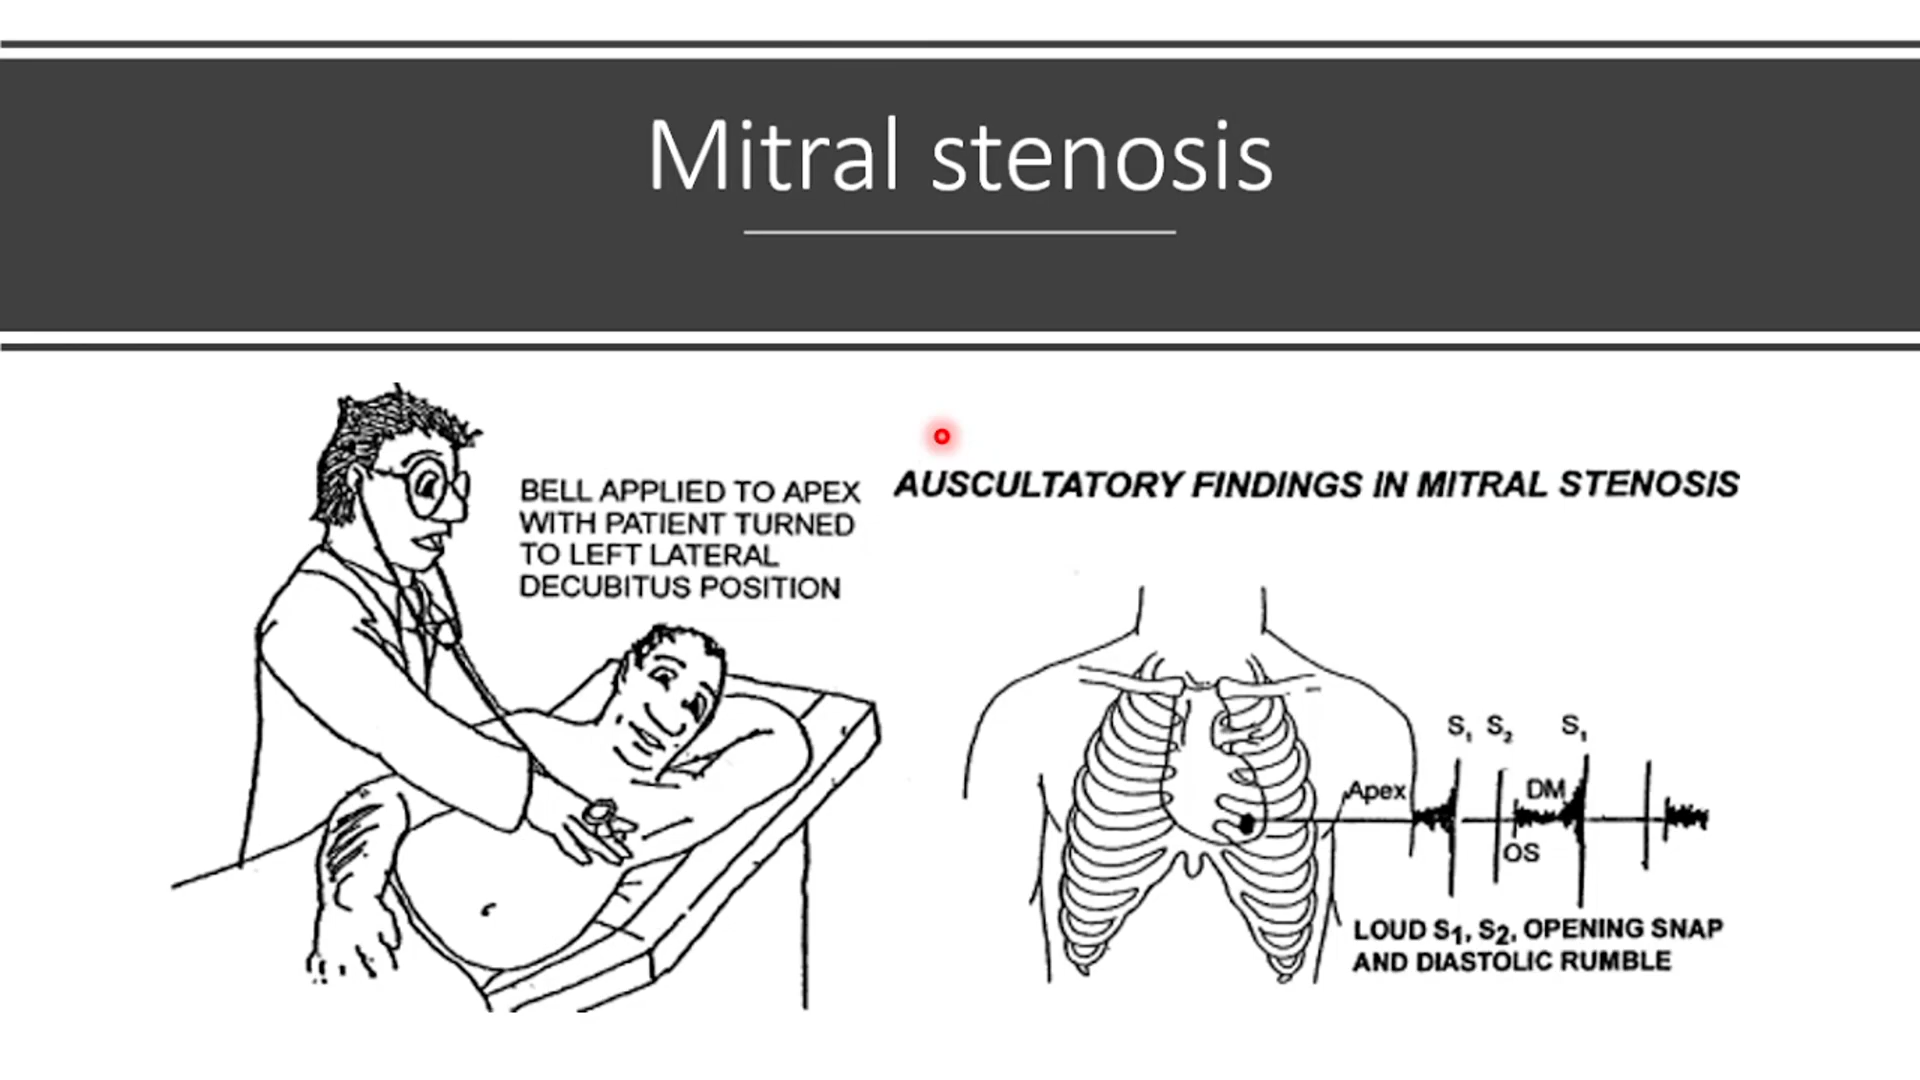 Mitral stenosis
BELL APPLIED TO APEX
WITH PATIENT TURNED
TO LEFT LATERAL
DECUBITUS POSITION
AUSCULTATORY FINDINGS IN MITRAL STENOSIS
S₁ S₂ S₁
Apex
DM
OS
LOUD S₁, S₂, OPENING SNAP
AND DIASTOLIC RUMBLE